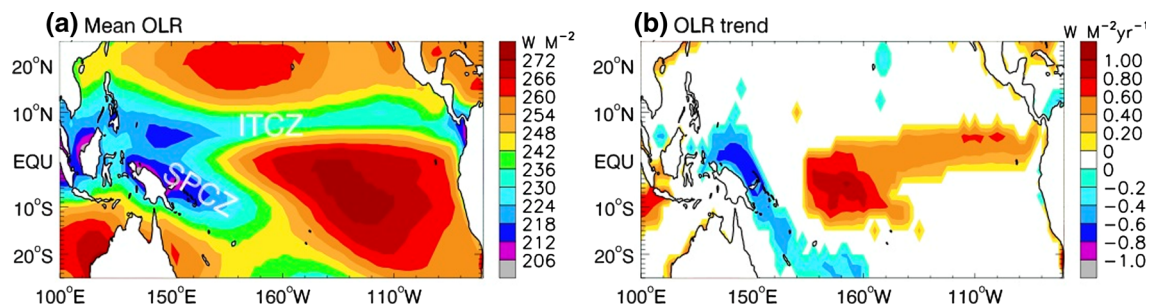 (a) Mean OLR
W M⁻²
20°N
10°N
EQU
10°S
20°S
100°E 150°E 160°W 110°W
ITCZ
SPCZ
272
266
260
254
248
242
236
230
224
218
212
206
(b) OLR trend
W M⁻²yr⁻¹
20°N
10°N
EQU
10°S
20°S
100°E 150°E 160°W 110°W
1.00
0.80
0.60
0.40
0.20
0
0
−0.2
−0.4
−0.6
−0.8
−1.0